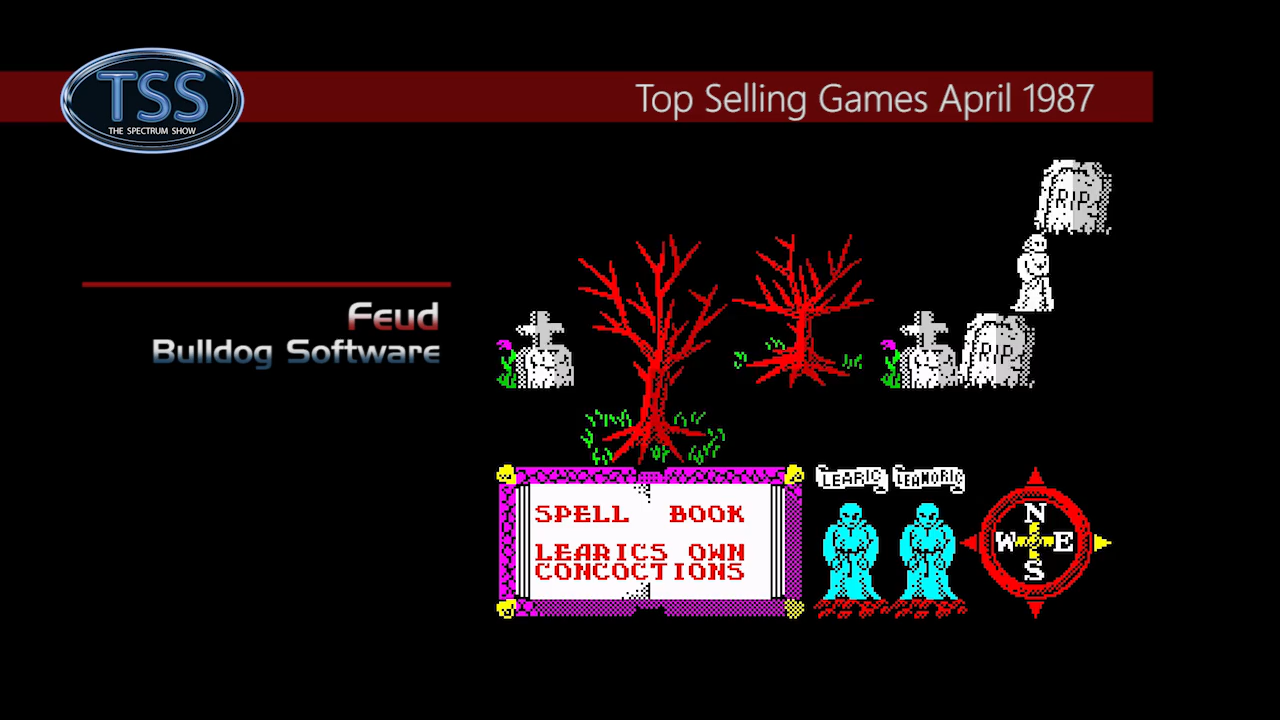 TSS
THE SPECTRUM SHOW
Top Selling Games April 1987
Feud
Bulldog Software
RIP
RIP
SPELL BOOK
LEARICS OWN
CONCOCTIONS
LEARIC LEANORIC
N
W E
S